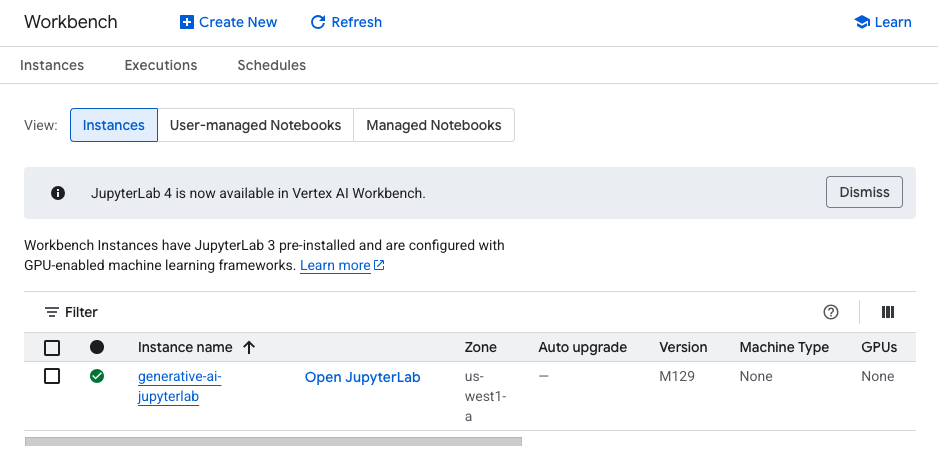 Workbench Create New Refresh Learn
Instances Executions Schedules
View: Instances User-managed Notebooks Managed Notebooks
JupyterLab 4 is now available in Vertex AI Workbench. Dismiss
Workbench Instances have JupyterLab 3 pre-installed and are configured with
GPU-enabled machine learning frameworks. Learn more
Filter
Instance name Zone Auto upgrade Version Machine Type GPUs
generative-ai- Open JupyterLab us- — M129 None None
jupyterlab west1-
a